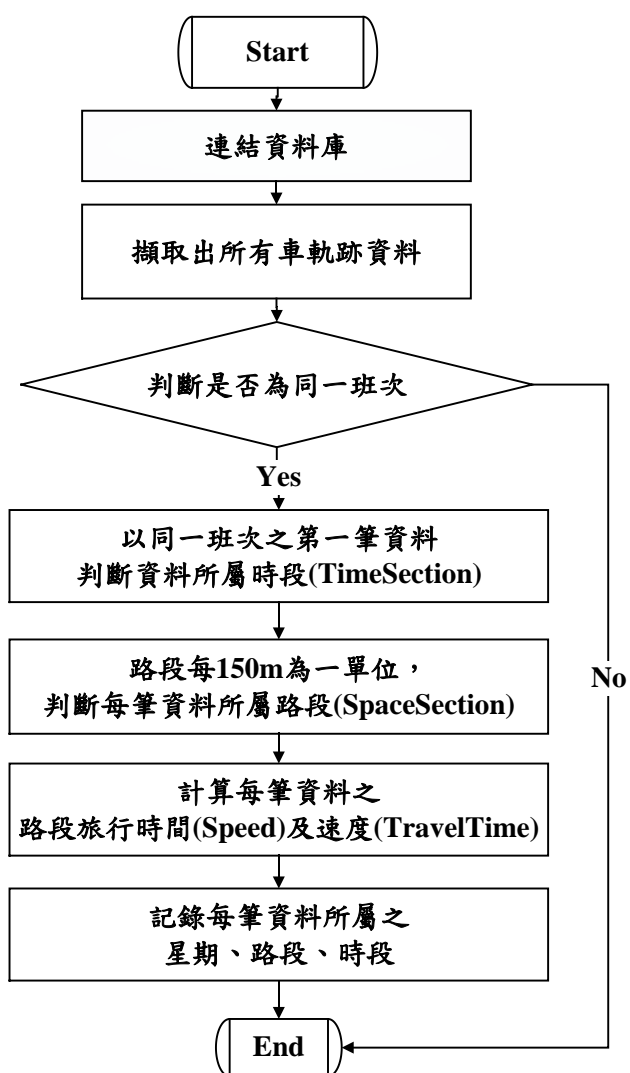 Start
連結資料庫
擷取出所有車軌跡資料
判斷是否為同一班次
Yes
以同一班次之第一筆資料
判斷資料所屬時段(TimeSection)
路段每150m為一單位，
判斷每筆資料所屬路段(SpaceSection)
No
計算每筆資料之
路段旅行時間(Speed)及速度(TravelTime)
記錄每筆資料所屬之
星期、路段、時段
End